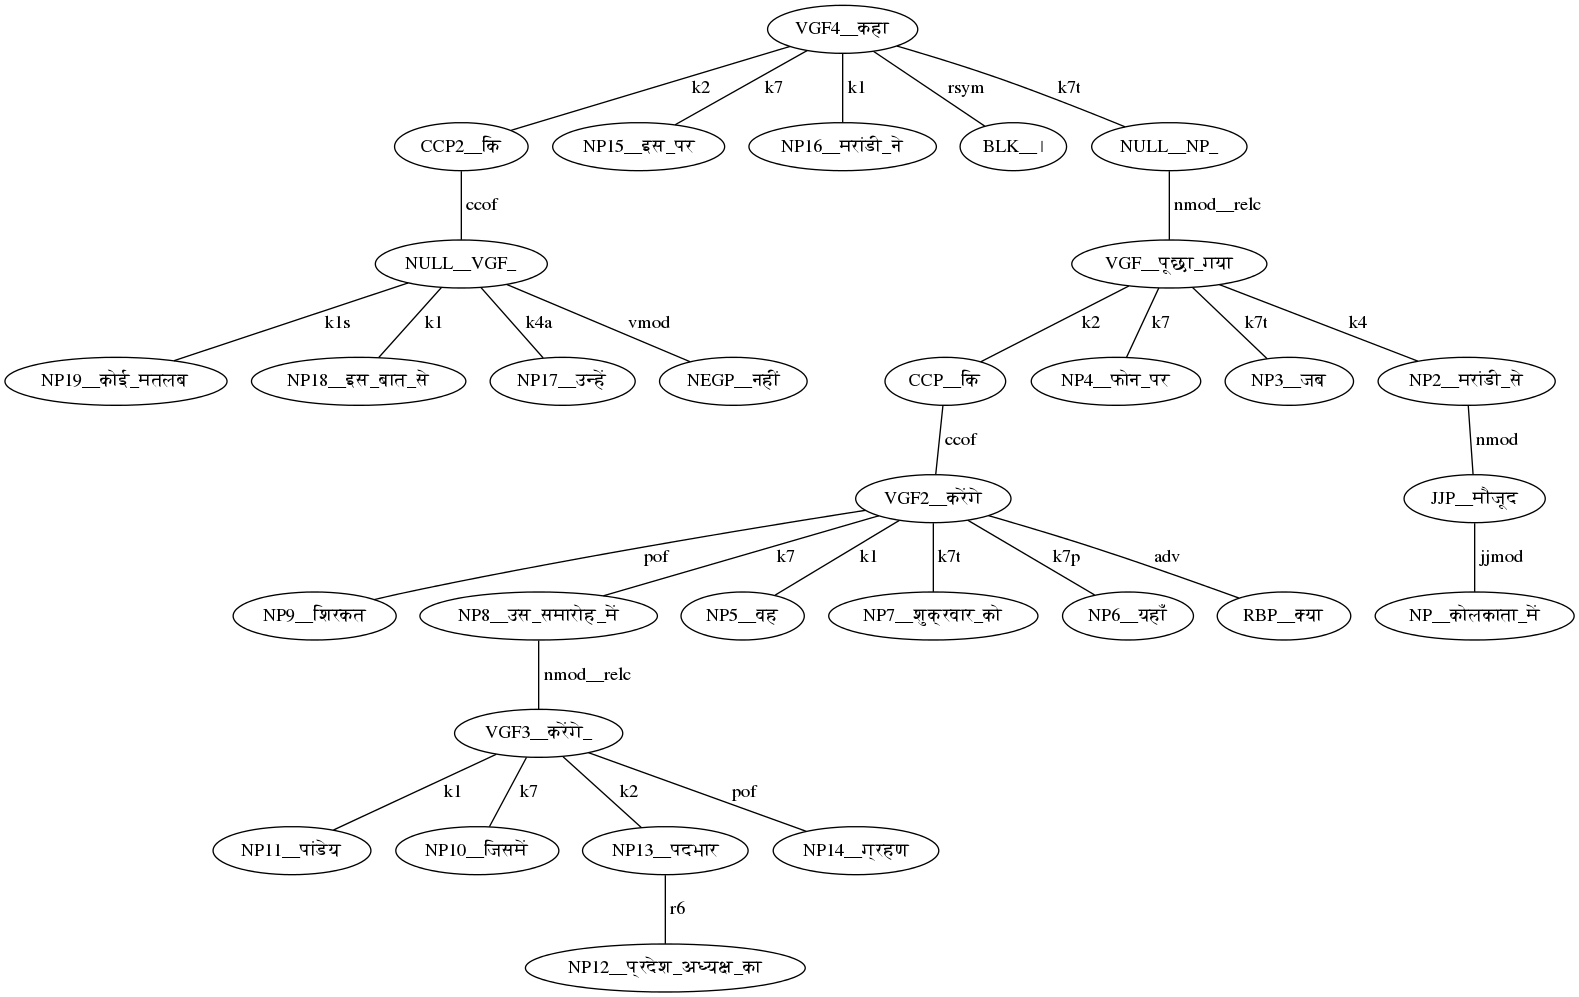 VGF4__कहा
k2 k7 k1 rsym k7t
CCP2__कि NP15__इस_पर NP16__मरांडी_ने BLK__। NULL__NP_
ccof nmod__relc
NULL__VGF_ VGF__पूछा_गया
k1s k1 k4a vmod k2 k7 k7t k4
NP19__कोई_मतलब NP18__इस_बात_से NP17__उन्हें NEGP__नहीं CCP__कि NP4__फोन_पर NP3__जब NP2__मरांडी_से
ccof nmod
VGF2__करेंगे JJP__मौजूद
pof k7 k1 k7t k7p adv jjmod
NP9__शिरकत NP8__उस_समारोह_में NP5__वह NP7__शुक्रवार_को NP6__यहाँ RBP__क्या NP__कोलकाता_में
nmod__relc
VGF3__करेंगे_
k1 k7 k2 pof
NP11__पांडेय NP10__जिसमें NP13__पदभार NP14__ग्रहण
r6
NP12__प्रदेश_अध्यक्ष_का